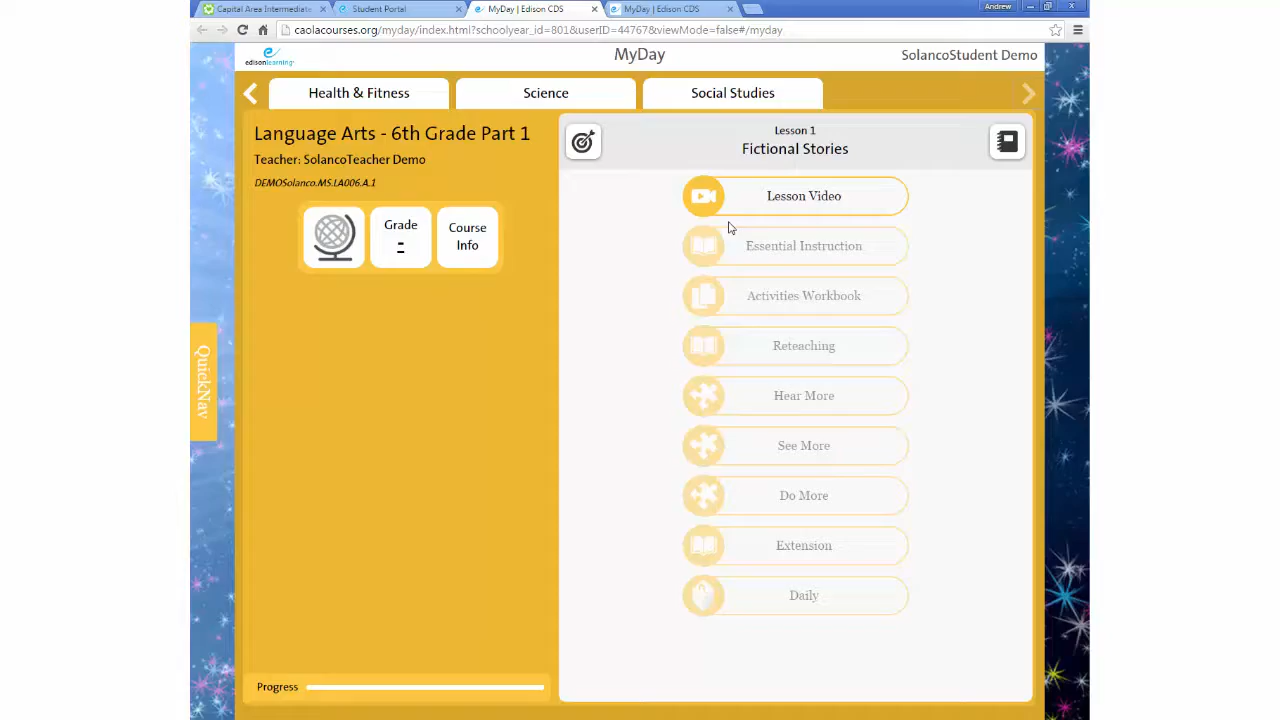 Capital Area Intermediate
Student Portal
MyDay | Edison CDS
MyDay | Edison CDS
Andrew
caolacourses.org/myday/index.html?schoolyear_id=801&userID=44767&viewMode=false#/myday
edisonlearning
MyDay
SolancoStudent Demo
Health & Fitness
Science
Social Studies
Language Arts - 6th Grade Part 1
Teacher: SolancoTeacher Demo
DEMOSolanco.MS.LA006.A.1
Grade
-
Course
Info
QuickNav
Progress
Lesson 1
Fictional Stories
Lesson Video
Essential Instruction
Activities Workbook
Reteaching
Hear More
See More
Do More
Extension
Daily